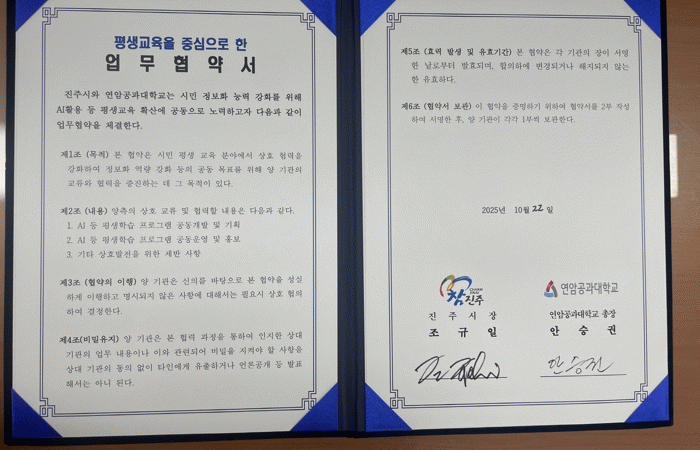 평생교육을 중심으로 한
업 무 협 약 서
진주시와 연암공과대학교는 시민 정보화 능력 강화를 위해
AI활용 등 평생교육 확산에 공동으로 노력하고자 다음과 같이
업무협약을 체결한다.
제1조 (목적) 본 협약은 시민 평생 교육 분야에서 상호 협력을
강화하여 정보화 역량 강화 등의 공동 목표를 위해 양 기관의
교류와 협력을 증진하는 데 그 목적이 있다.
제2조 (내용) 양측의 상호 교류 및 협력할 내용은 다음과 같다.
1. AI 등 평생학습 프로그램 공동개발 및 기획
2. AI 등 평생학습 프로그램 공동운영 및 홍보
3. 기타 상호발전을 위한 제반 사항
제3조 (협약의 이행) 양 기관은 신의를 바탕으로 본 협약을 성실
하게 이행하고 명시되지 않은 사항에 대해서는 필요시 상호 협의
하여 결정한다.
제4조(비밀유지) 양 기관은 본 협력 과정을 통하여 인지한 상대
기관의 업무 내용이나 이와 관련되어 비밀을 지켜야 할 사항을
상대 기관의 동의 없이 타인에게 유출하거나 언론공개 등 발표
해서는 아니 된다.
제5조 (효력 발생 및 유효기간) 본 협약은 각 기관의 장이 서명
한 날로부터 발효되며, 합의하에 변경되거나 해지되지 않는
한 유효하다.
제6조 (협약서 보관) 이 협약을 증명하기 위하여 협약서를 2부 작성
하여 서명한 후, 양 기관이 각각 1부씩 보관한다.
2025년 10월 22일
참진주
연암공과대학교
진 주 시 장
연암공과대학교 총장
조 규 일
안 승 권
안승권